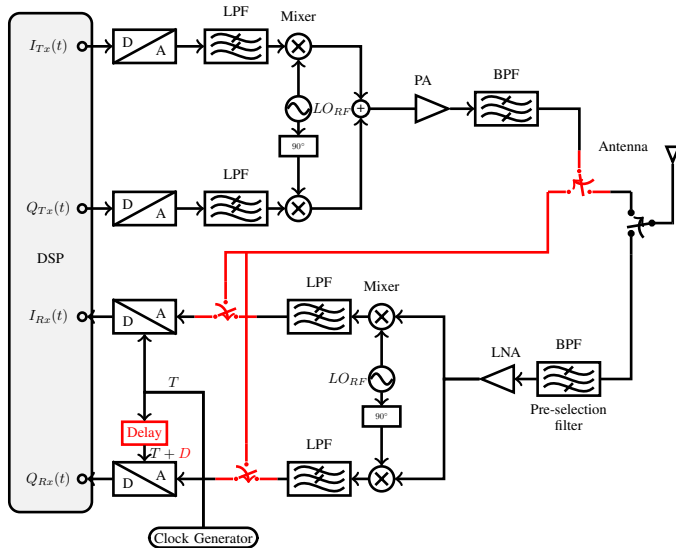 LPF
Mixer
I_{Tx}(t)
D
A
PA
BPF
LO_{RF}
+
90°
Antenna
LPF
Q_{Tx}(t)
D
A
DSP
LPF
Mixer
I_{Rx}(t)
D
A
LNA
BPF
T
LO_{RF}
90°
Pre-selection
filter
Delay
LPF
T + D
Q_{Rx}(t)
D
A
Clock Generator